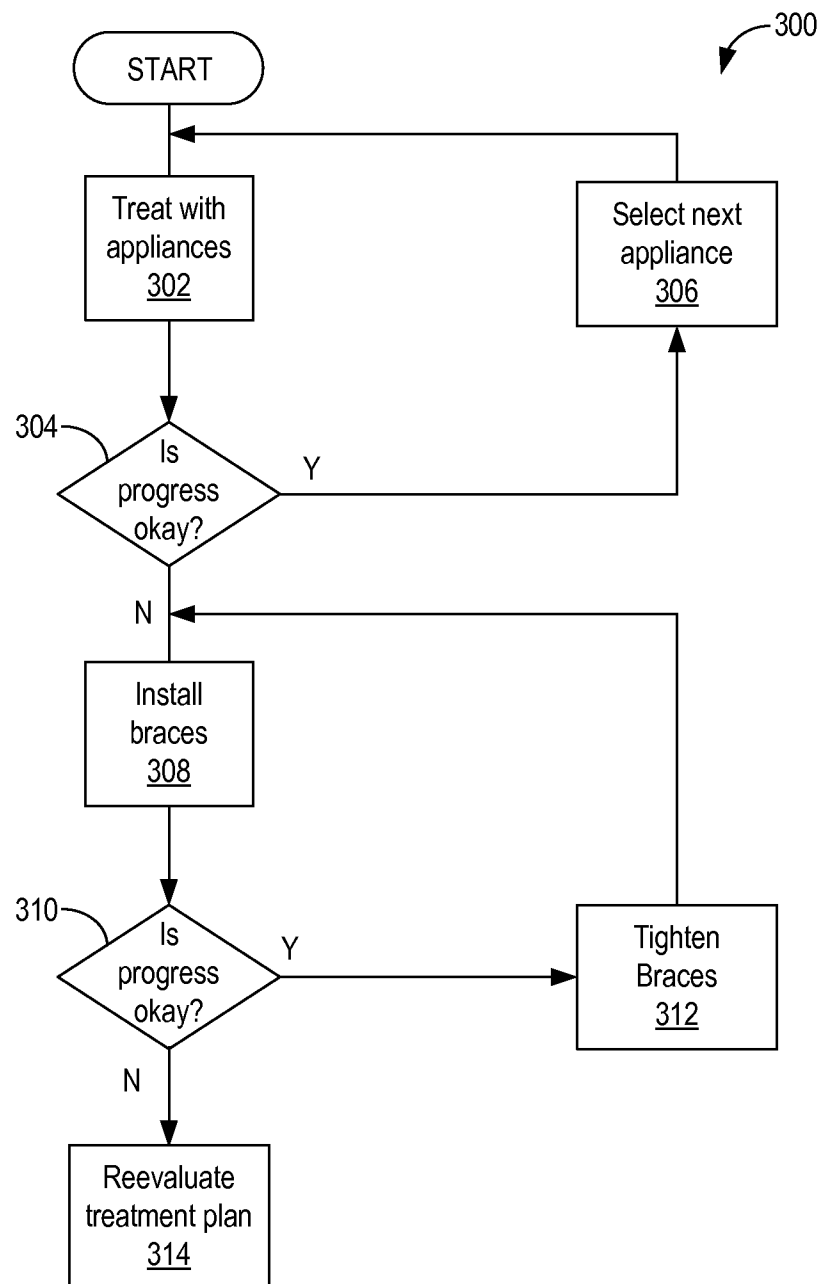 300
START
Treat with
appliances
302
Select next
appliance
306
304
Is
progress
okay?
Y
N
Install
braces
308
310
Is
progress
okay?
Y
Tighten
Braces
312
N
Reevaluate
treatment plan
314